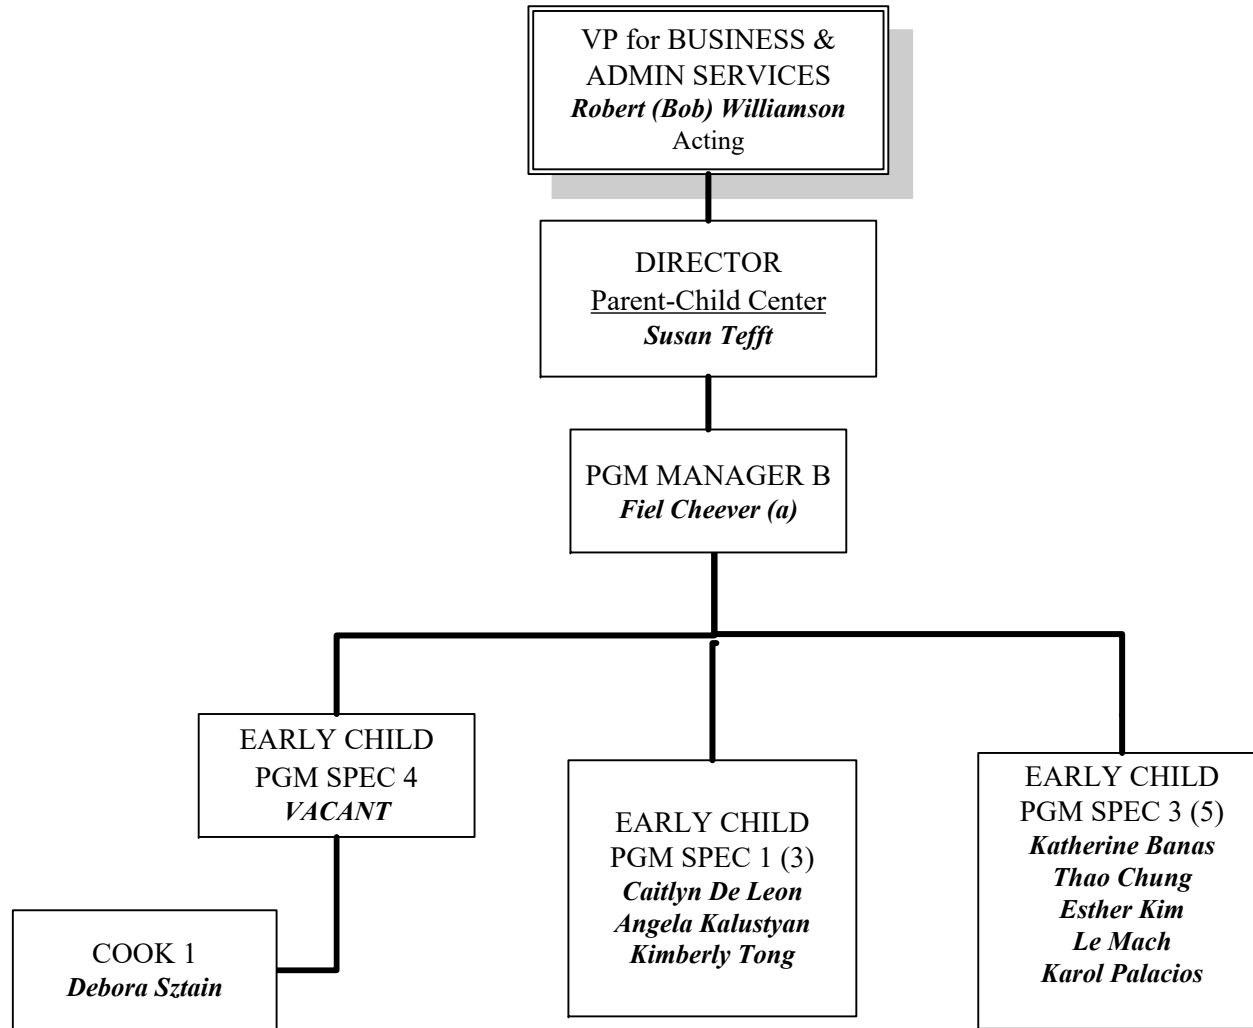 VP for BUSINESS &
ADMIN SERVICES
Robert (Bob) Williamson
Acting
DIRECTOR
Parent-Child Center
Susan Tefft
PGM MANAGER B
Fiel Cheever (a)
EARLY CHILD
PGM SPEC 4
VACANT
EARLY CHILD
PGM SPEC 1 (3)
Caitlyn De Leon
Angela Kalustyan
Kimberly Tong
EARLY CHILD
PGM SPEC 3 (5)
Katherine Banas
Thao Chung
Esther Kim
Le Mach
Karol Palacios
COOK 1
Debora Sztain